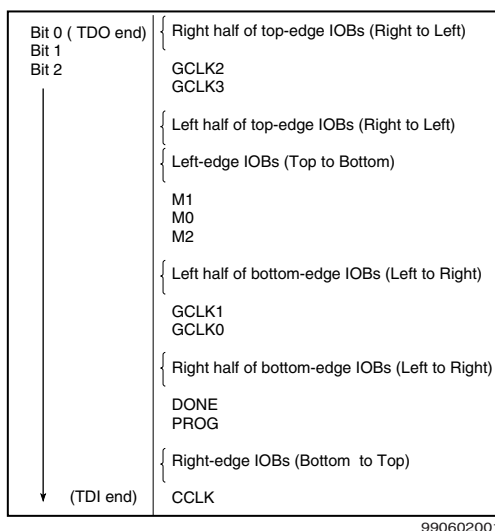 Bit 0 ( TDO end)
Bit 1
Bit 2
Right half of top-edge IOBs (Right to Left)
GCLK2
GCLK3
Left half of top-edge IOBs (Right to Left)
Left-edge IOBs (Top to Bottom)
M1
M0
M2
Left half of bottom-edge IOBs (Left to Right)
GCLK1
GCLK0
Right half of bottom-edge IOBs (Left to Right)
DONE
PROG
Right-edge IOBs (Bottom to Top)
(TDI end)
CCLK
990602001